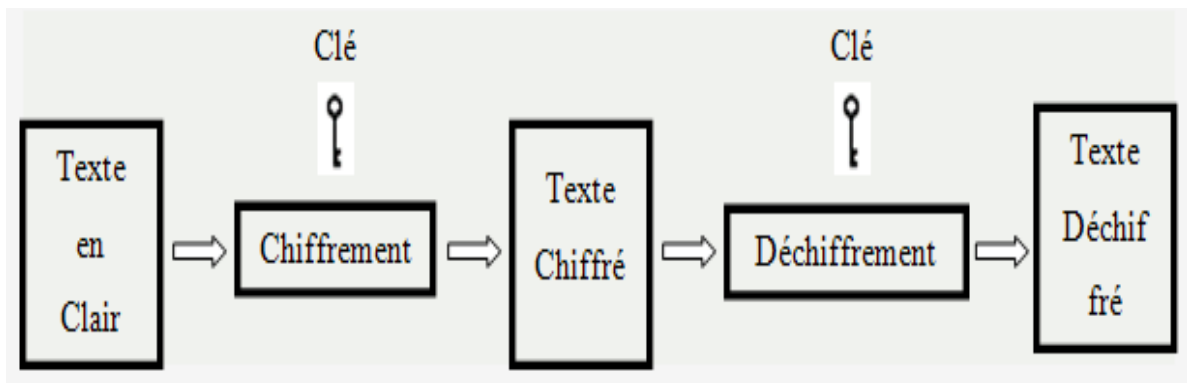 Clé
Clé
Texte
en
Clair
Chiffrement
Texte
Chiffré
Déchiffrement
Texte
Déchif
fré